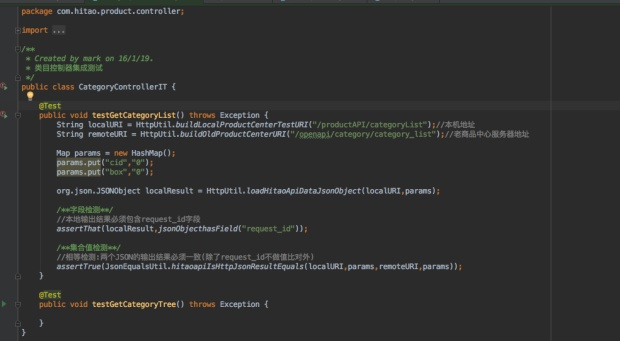 package com.hitao.product.controller;
import ...
/**
* Created by mark on 16/1/19.
* 类目控制器集成测试
*/
public class CategoryControllerIT {
@Test
public void testGetCategoryList() throws Exception {
String localURI = HttpUtil.buildLocalProductCenterTestURI("/productAPI/categoryList");//本机地址
String remoteURI = HttpUtil.buildOldProductCenterURI("/openapi/category/category_list");//老商品中心服务器地址
Map params = new HashMap();
params.put("cid","0");
params.put("box","0");
org.json.JSONObject localResult = HttpUtil.loadHitaoApiDataJsonObject(localURI,params);
/**字段检测**/
//本地输出结果必须包含request_id字段
assertThat(localResult,jsonObjectHasField("request_id"));
/**集合值检测**/
//相等检测:两个JSON的输出结果必须一致(除了request_id不做值比对外)
assertTrue(JsonEqualsUtil.hitaoapiIsHttpJsonResultEquals(localURI,params,remoteURI,params));
}
@Test
public void testGetCategoryTree() throws Exception {
}
}